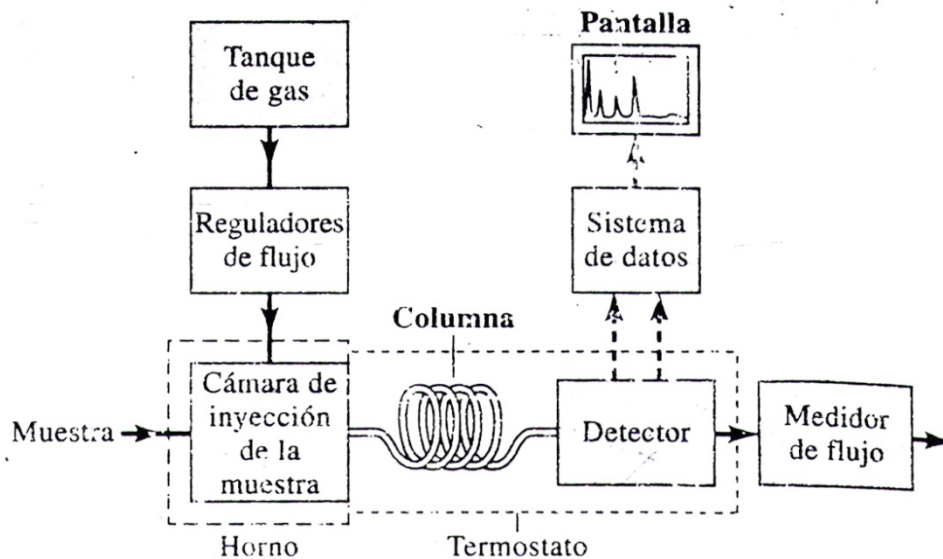 Pantalla
Tanque
de gas
Reguladores
de flujo
Sistema
de datos
Columna
Muestra
Cámara de
inyección
de la
muestra
Detector
Medidor
de flujo
Horno
Termostato